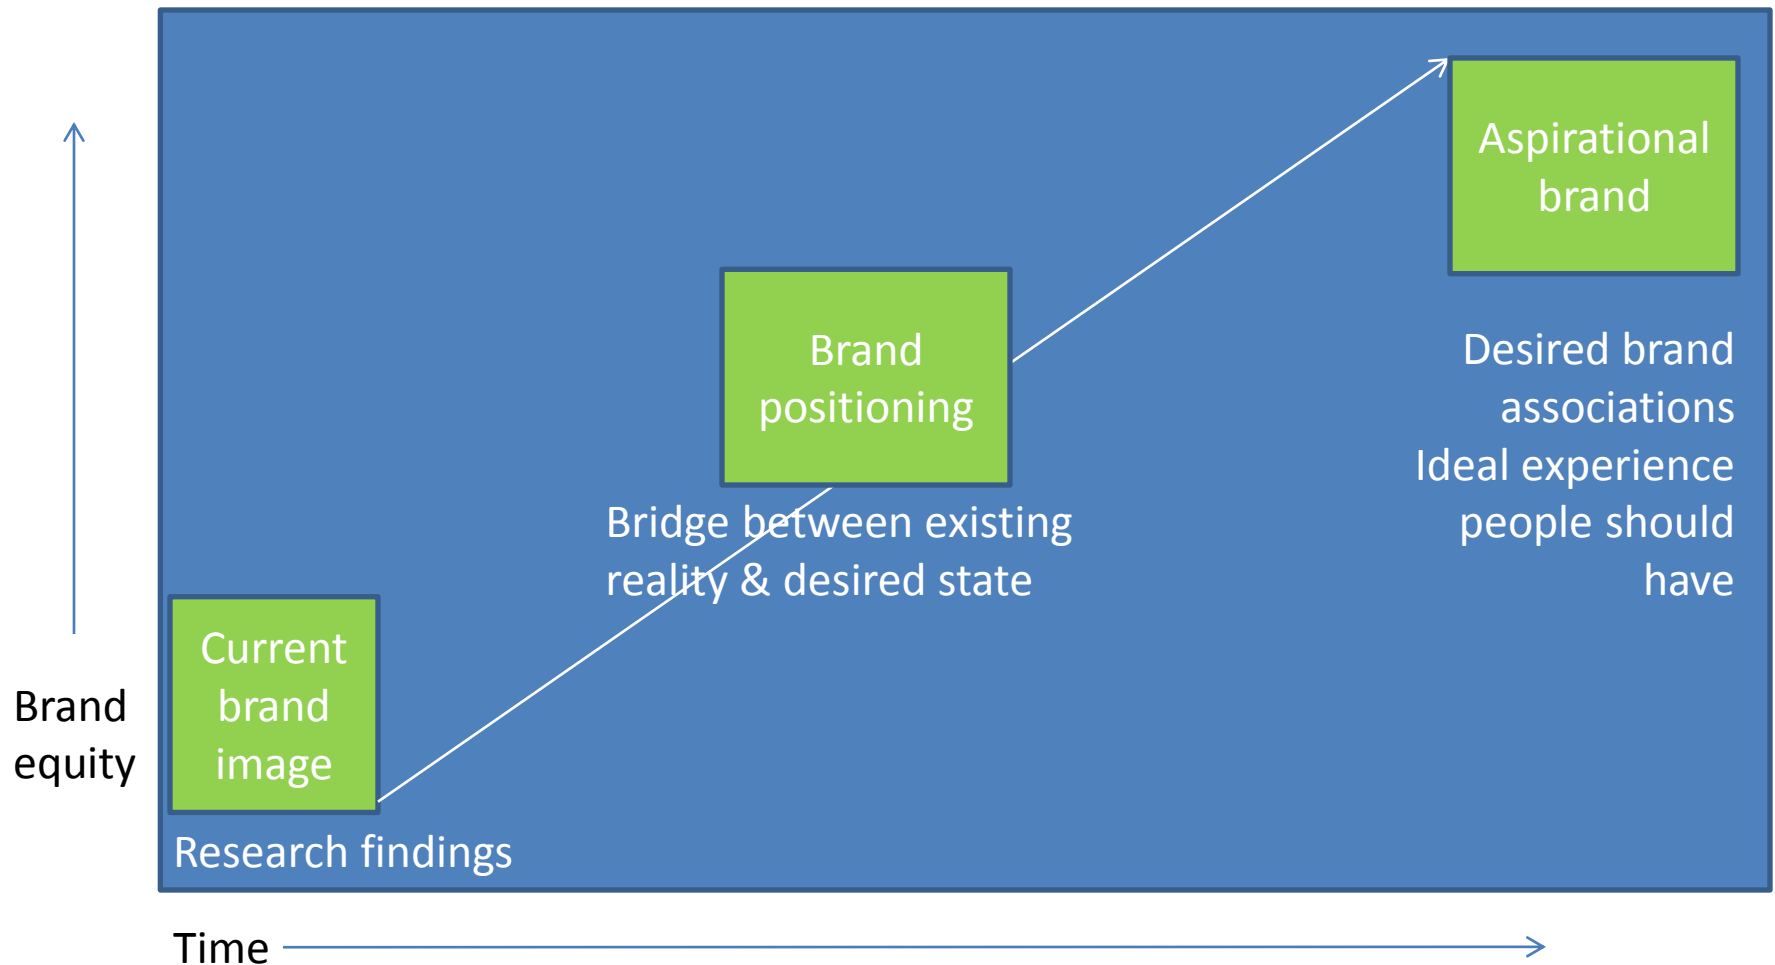 Aspirational
brand
Desired brand
associations
Ideal experience
people should
have
Brand
positioning
Bridge between existing
reality & desired state
Current
brand
image
Research findings
Brand
equity
Time